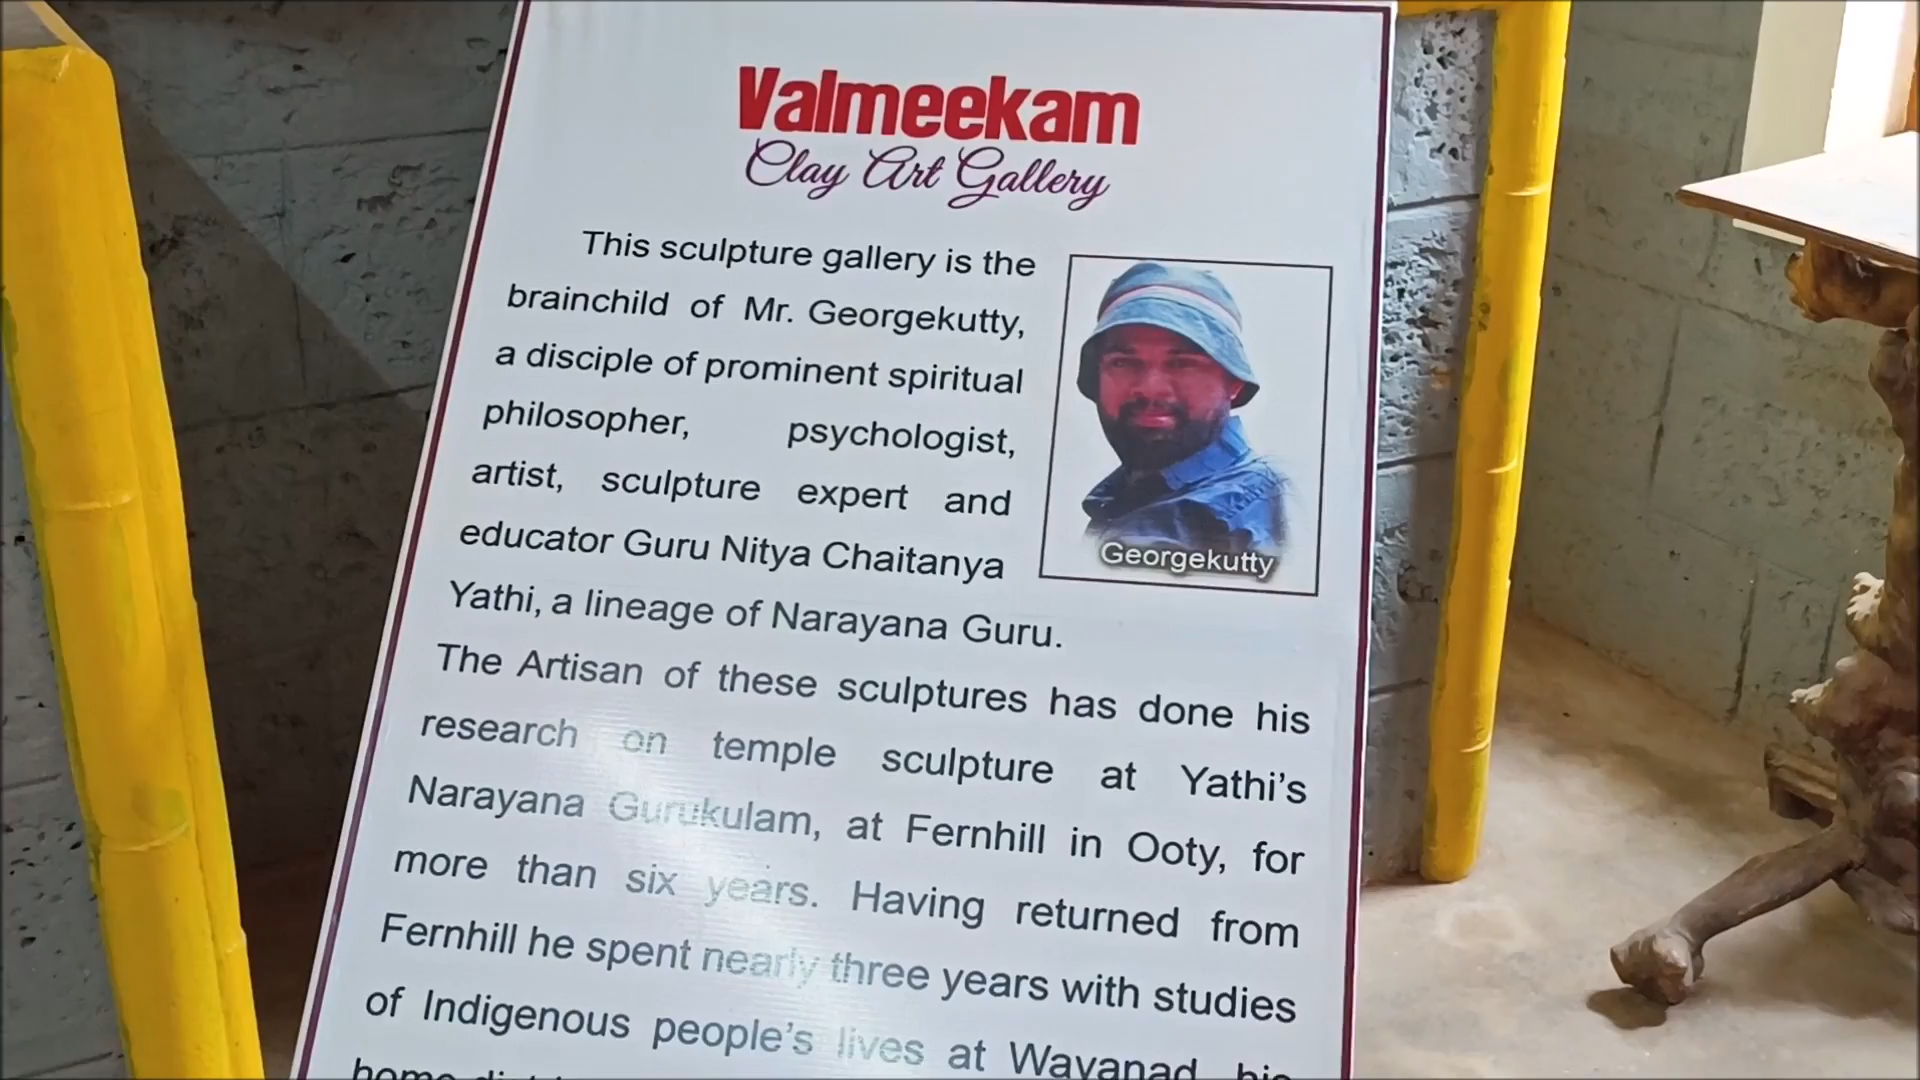 Valmeekam
Clay Art Gallery
This sculpture gallery is the
brainchild of Mr. Georgekutty,
a disciple of prominent spiritual
philosopher, psychologist,
artist, sculpture expert and
educator Guru Nitya Chaitanya
Yathi, a lineage of Narayana Guru.
Georgekutty
The Artisan of these sculptures has done his
research on temple sculpture at Yathi's
Narayana Gurukulam, at Fernhill in Ooty, for
more than six years. Having returned from
Fernhill he spent nearly three years with studies
of Indigenous people's lives at Wayanad, his
home